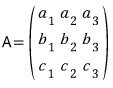 A= ( a₁ a₂ a₃
b₁ b₂ b₃
c₁ c₂ c₃ )